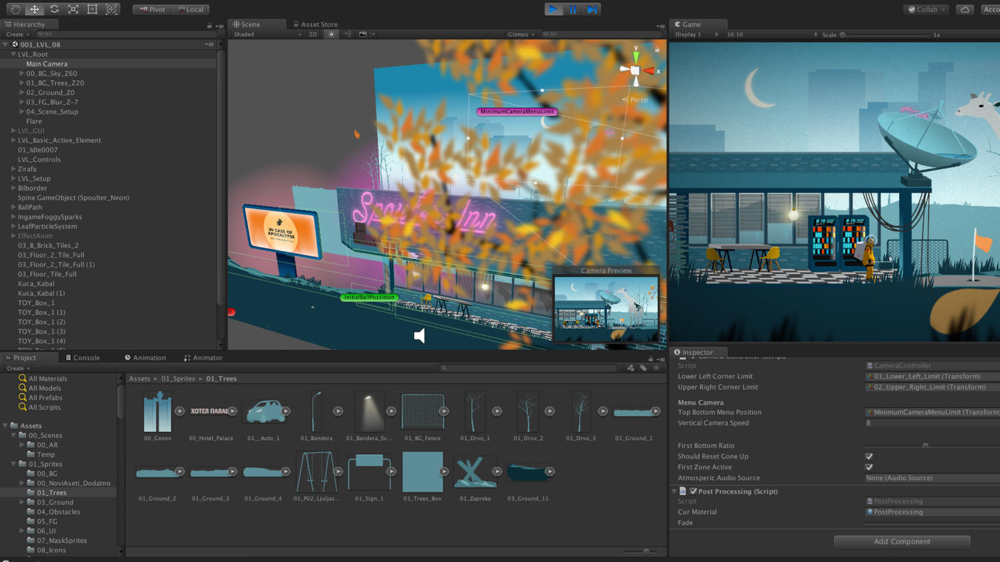 Pivot
Local
Collab
Acco
Hierarchy
Create
All
001_LVL_08
LVL_Root
Main Camera
00_BG_Sky_Z60
01_BG_Trees_Z20
02_Ground_Z0
03_FG_Blur_Z-7
04_Scene_Setup
Flare
LVL_GUI
LVL_Basic_Active_Element
01_Idle0007
LVL_Controls
Zirafa
LVL_Setup
Bilborder
Spine GameObject (Spoulter_Neon)
BallPath
IngameFoggySparks
LeafParticleSystem
EffectAnim
03_B_Brick_Tiles_2
03_Floor_2_Tile_Full
03_Floor_2_Tile_Full (1)
03_Floor_Tile_Full
Kuca_Kabal
Kuca_Kabal (1)
TOY_Box_1
TOY_Box_1 (1)
TOY_Box_1 (2)
TOY_Box_1 (3)
TOY_Box_1 (4)
TOY_Box_1 (5)
Scene
Asset Store
Shaded
2D
Gizmos
All
y
x
Persp
MinimumCameraMenuLimit
IN CASE OF
APOCALYPSE
Inn
InitialBallPossition
Camera Preview
Game
Display 1
16:10
Scale
1x
Project
Console
Animation
Animator
Create
All Materials
All Models
All Prefabs
All Scripts
Assets
00_Scenes
00_AR
Temp
01_Sprites
00_BG
00_NoviAseti_Dodatno
01_Trees
03_Ground
04_Obstacles
05_FG
06_UI
07_MaskSprites
08_Icons
Assets
01_Sprites
01_Trees
ХОТЕЛ ПАЛАЦ
00_Genex
00_Hotel_Palace
01__Auto_1
01_Bandera
01_Bandera_Sv...
01_BG_Fence
01_Drvo_1
01_Drvo_2
01_Drvo_3
01_Ground_1
01_Ground_2
01_Ground_3
01_Ground_4
01_P02_Ljuljas...
01_Sign_1
01_Trees_Box
01_Zapreka
03_Ground_11
Inspector
Camera Controller (Script)
Script
CameraController
Lower Left Corner Limit
01_Lower_Left_Limit (Transform)
Upper Right Corner Limit
02_Upper_Right_Limit (Transform)
Menu Camera
Top Bottom Menu Position
MinimumCameraMenuLimit (Transform
Vertical Camera Speed
8
First Bottom Ratio
Should Reset Gone Up
First Zone Active
Atmosperic Audio Source
None (Audio Source)
Post Processing (Script)
Script
PostProcessing
Cur Material
PostProcessing
Fade
Add Component